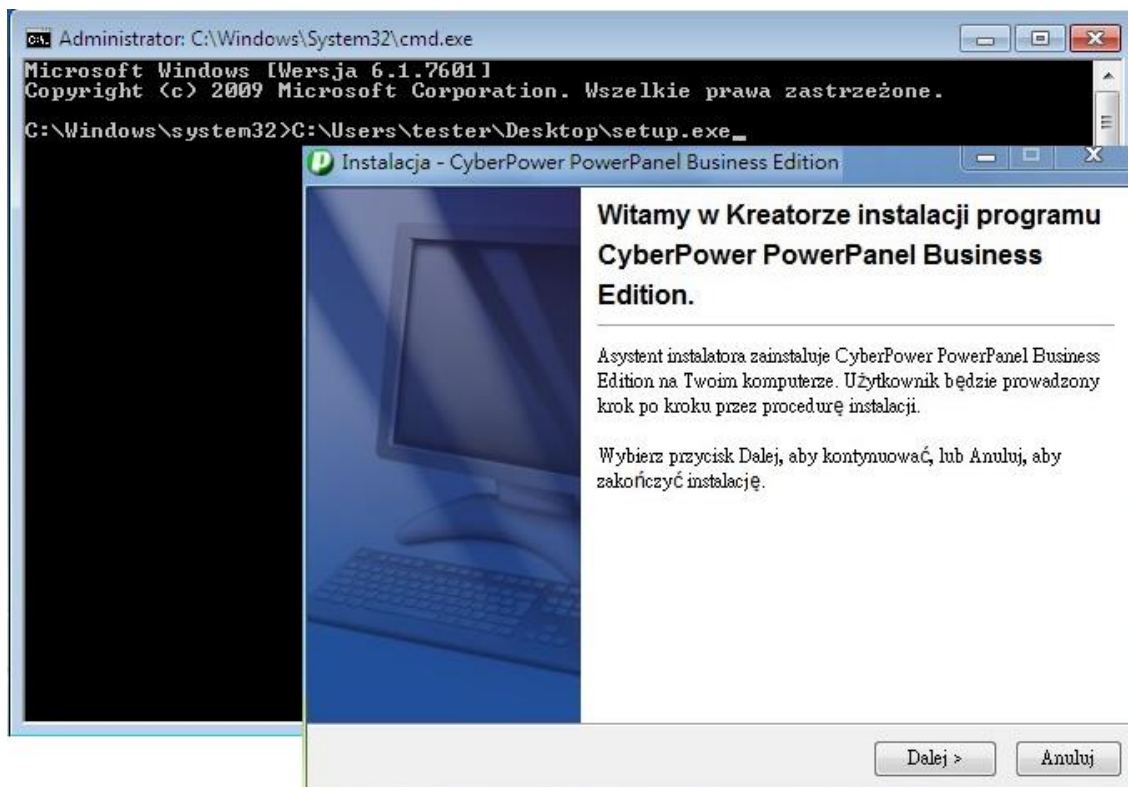 Administrator: C:\Windows\System32\cmd.exe
Microsoft Windows [Wersja 6.1.7601]
Copyright (c) 2009 Microsoft Corporation. Wszelkie prawa zastrzeżone.
C:\Windows\system32>C:\Users\tester\Desktop\setup.exe_
Instalacja - CyberPower PowerPanel Business Edition
Witamy w Kreatorze instalacji programu
CyberPower PowerPanel Business
Edition.
Asystent instalatora zainstaluje CyberPower PowerPanel Business
Edition na Twoim komputerze. Użytkownik będzie prowadzony
krok po kroku przez procedurę instalacji.
Wybierz przycisk Dalej, aby kontynuować, lub Anuluj, aby
zakończyć instalację.
Dalej >
Anuluj